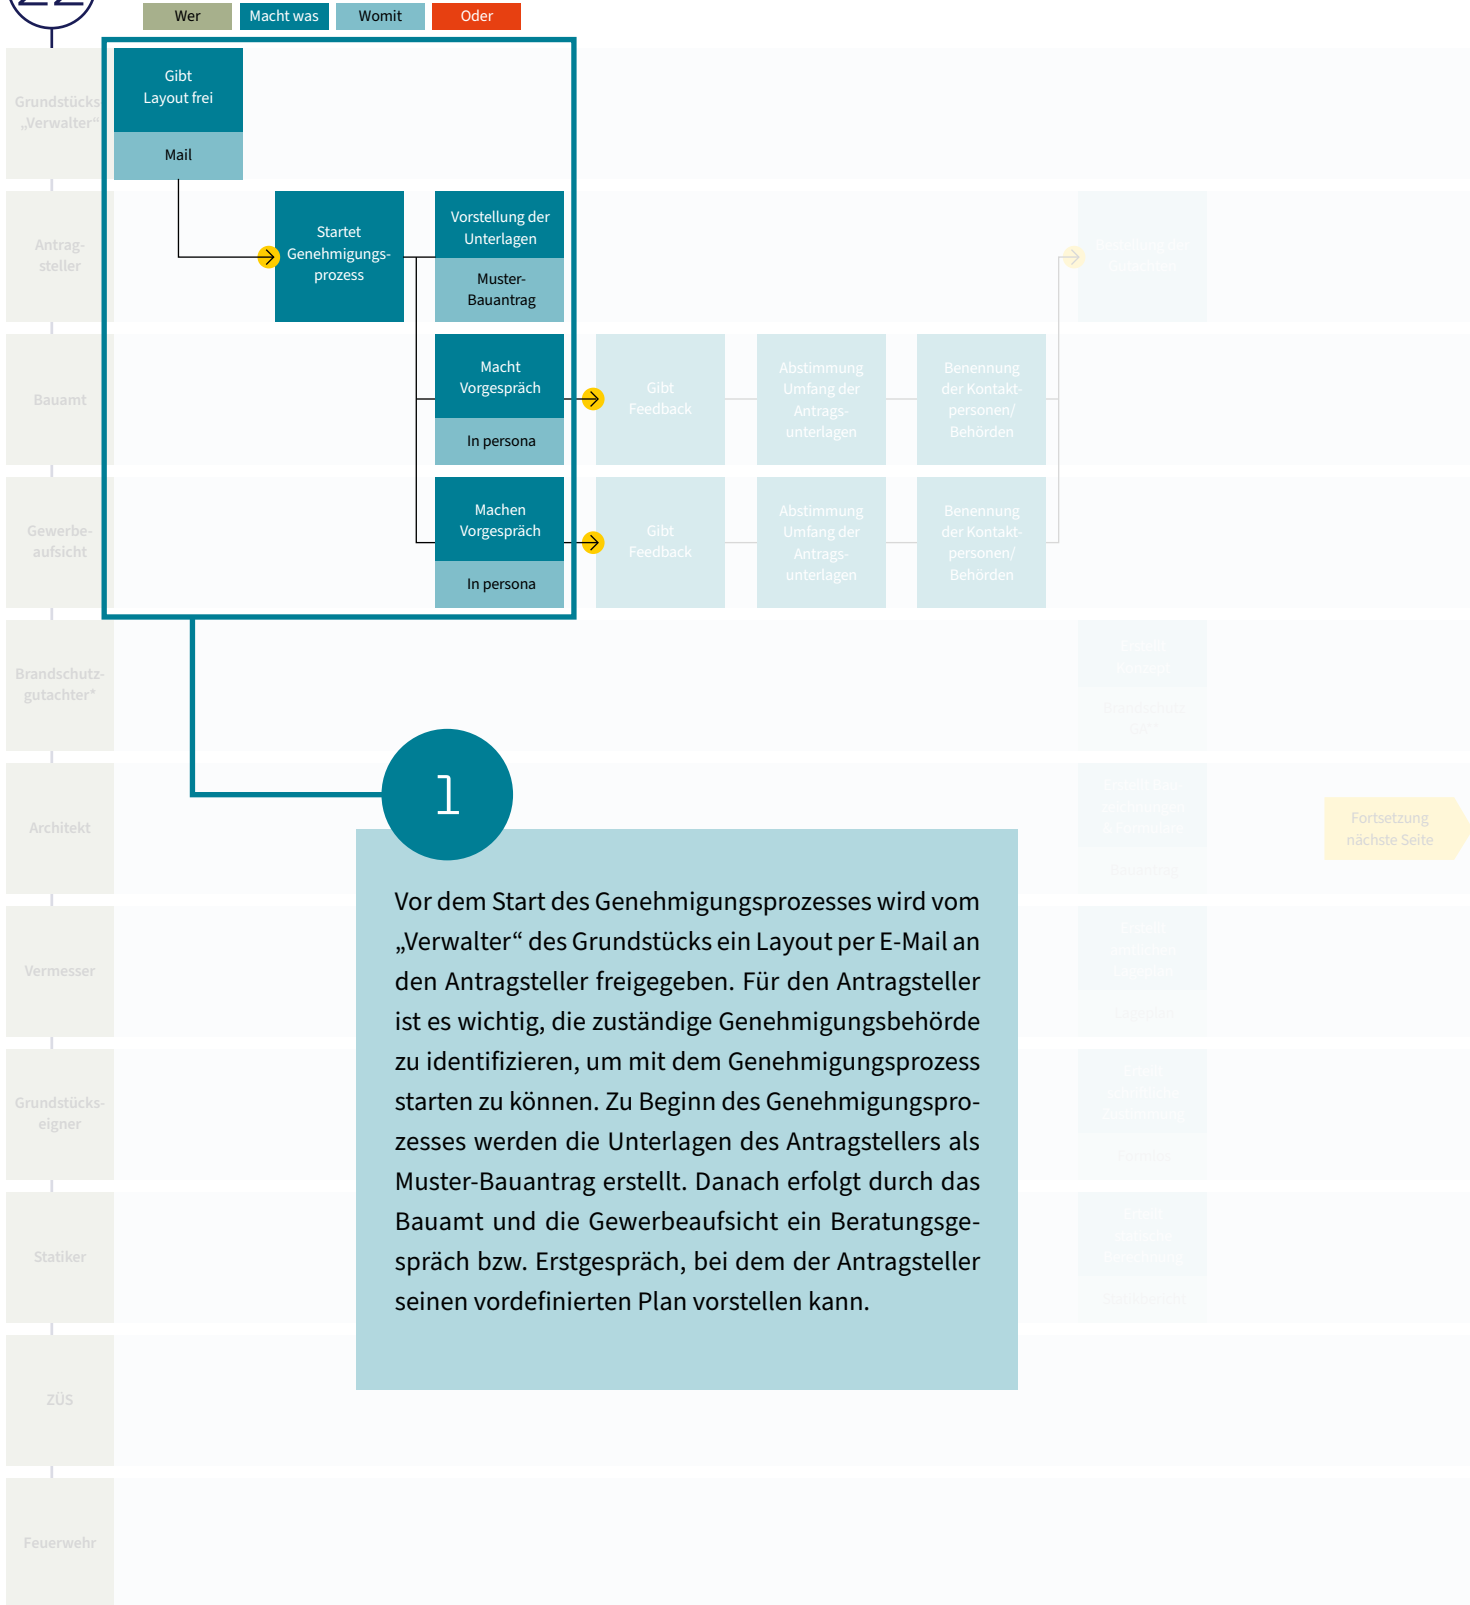 22
Wer
Macht was
Womit
Oder
Grundstücks
„Verwalter“
Gibt
Layout frei
Mail
Antrag-
steller
Startet
Genehmigungs-
prozess
Vorstellung der
Unterlagen
Muster-
Bauantrag
Bauamt
Macht
Vorgespräch
In persona
Gibt
Feedback
Abstimmung
Umfang der
Antrags-
unterlagen
Benennung
der Kontakt-
personen/
Behörden
Gewerbe-
aufsicht
Machen
Vorgespräch
In persona
Gibt
Feedback
Abstimmung
Umfang der
Antrags-
unterlagen
Benennung
der Kontakt-
personen/
Behörden
Brandschutz-
gutachter*
Architekt
Bauantrag
Fortsetzung
nächste Seite
Vermesser
Lageplan
Grundstücks-
eigner
Statiker
ZÜS
Feuerwehr
1
Vor dem Start des Genehmigungsprozesses wird vom
„Verwalter“ des Grundstücks ein Layout per E-Mail an
den Antragsteller freigegeben. Für den Antragsteller
ist es wichtig, die zuständige Genehmigungsbehörde
zu identifizieren, um mit dem Genehmigungsprozess
starten zu können. Zu Beginn des Genehmigungspro-
zesses werden die Unterlagen des Antragstellers als
Muster-Bauantrag erstellt. Danach erfolgt durch das
Bauamt und die Gewerbeaufsicht ein Beratungsge-
spräch bzw. Erstgespräch, bei dem der Antragsteller
seinen vordefinierten Plan vorstellen kann.